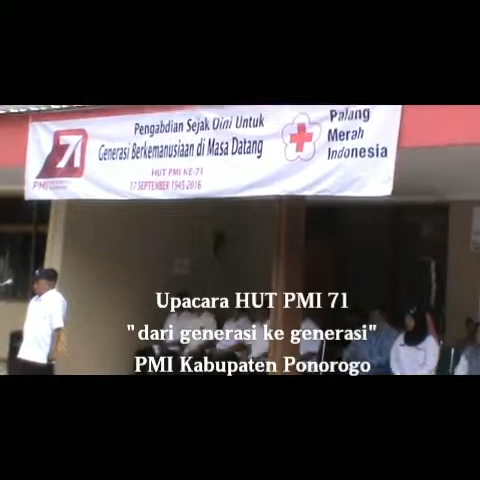 Pengabdian Sejak Dini Untuk
Generasi Berkemanusiaan di Masa Datang
HUT PMI KE-71
17 SEPTEMBER 1945-2016
71
PMI
Palang
Merah
Indonesia
Upacara HUT PMI 71
"dari generasi ke generasi"
PMI Kabupaten Ponorogo